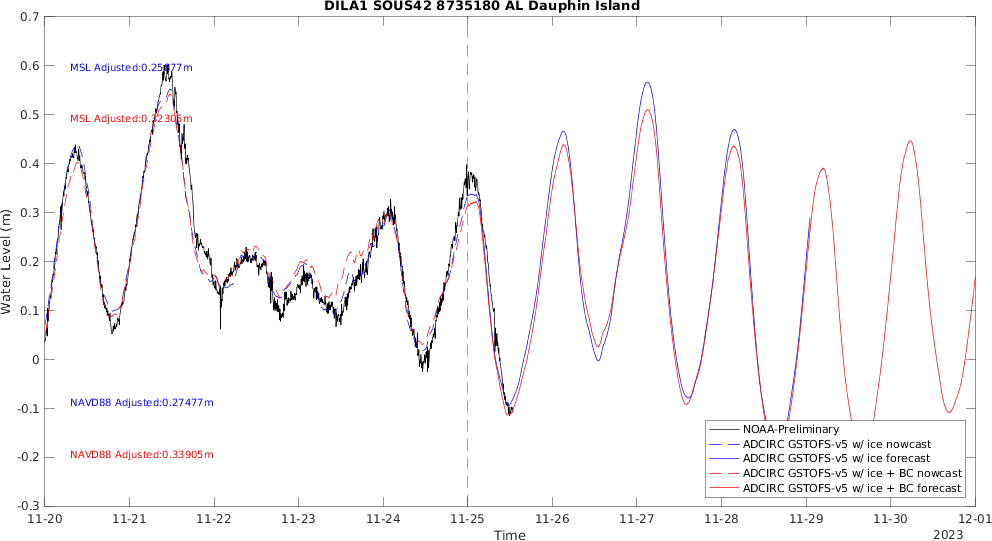 DILA1 SOUS42 8735180 AL Dauphin Island
0.7
0.6
0.5
0.4
0.3
0.2
0.1
0
-0.1
-0.2
-0.3
Water Level (m)
MSL Adjusted:0.25477m
MSL Adjusted:0.32305m
NAVD88 Adjusted:0.27477m
NAVD88 Adjusted:0.33905m
NOAA-Preliminary
ADCIRC GSTOFS-v5 w/ ice nowcast
ADCIRC GSTOFS-v5 w/ ice forecast
ADCIRC GSTOFS-v5 w/ ice + BC nowcast
ADCIRC GSTOFS-v5 w/ ice + BC forecast
11-20 11-21 11-22 11-23 11-24 11-25 11-26 11-27 11-28 11-29 11-30 12-01
Time
2023